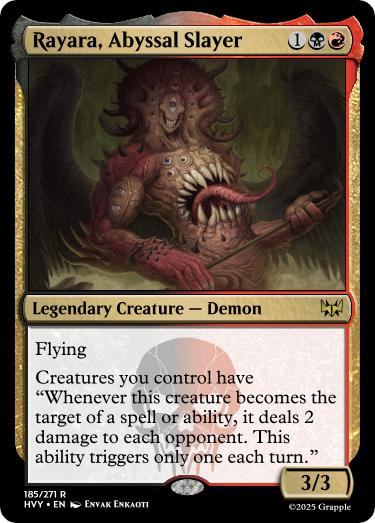 Rayara, Abyssal Slayer 1
Legendary Creature — Demon
Flying
Creatures you control have
“Whenever this creature becomes the
target of a spell or ability, it deals 2
damage to each opponent. This
ability triggers only one each turn.”
3/3
185/271 R
HVY • EN Envak Enkaoti
©2025 Grapple